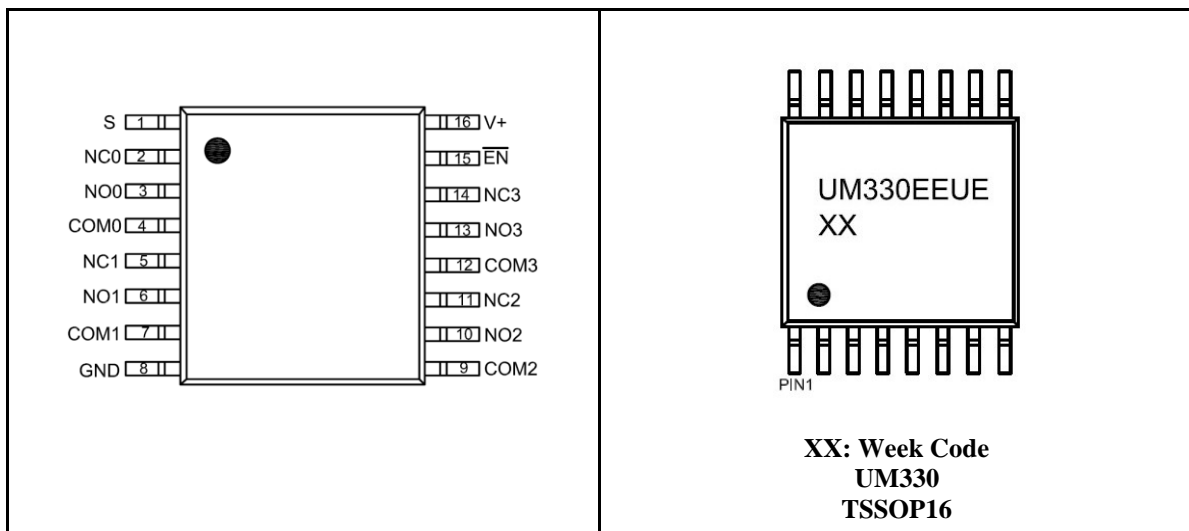 S 1
NC0 2
NO0 3
COM0 4
NC1 5
NO1 6
COM1 7
GND 8
16 V+
15 E̅N̅
14 NC3
13 NO3
12 COM3
11 NC2
10 NO2
9 COM2
UM330EEUE
XX
PIN1
XX: Week Code
UM330
TSSOP16